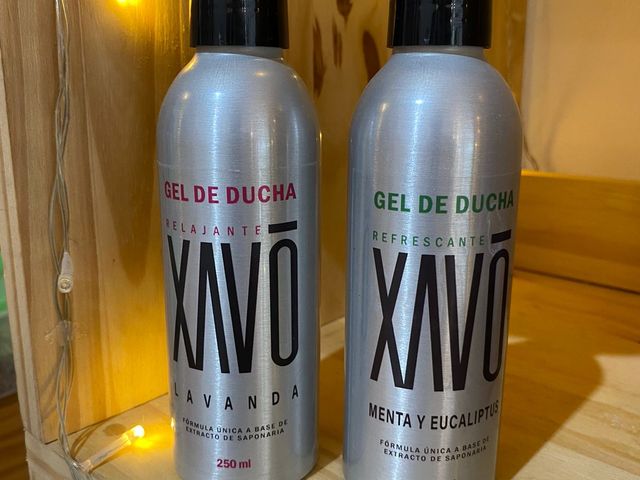 GEL DE DUCHA
RELAJANTE
XAVŌ
LAVANDA
FÓRMULA ÚNICA A BASE DE
EXTRACTO DE SAPONARIA
250 ml
GEL DE DUCHA
REFRESCANTE
XAVŌ
MENTA Y EUCALIPTUS
FÓRMULA ÚNICA A BASE DE
EXTRACTO DE SAPONARIA